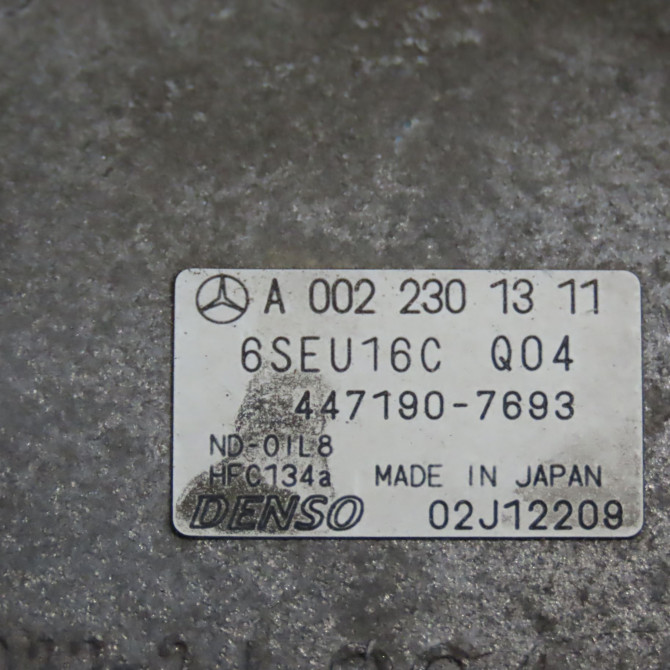 A 002 230 13 11
6SEU16C Q04
447190-7693
ND-OIL8
HFC134a MADE IN JAPAN
DENSO 02J12209